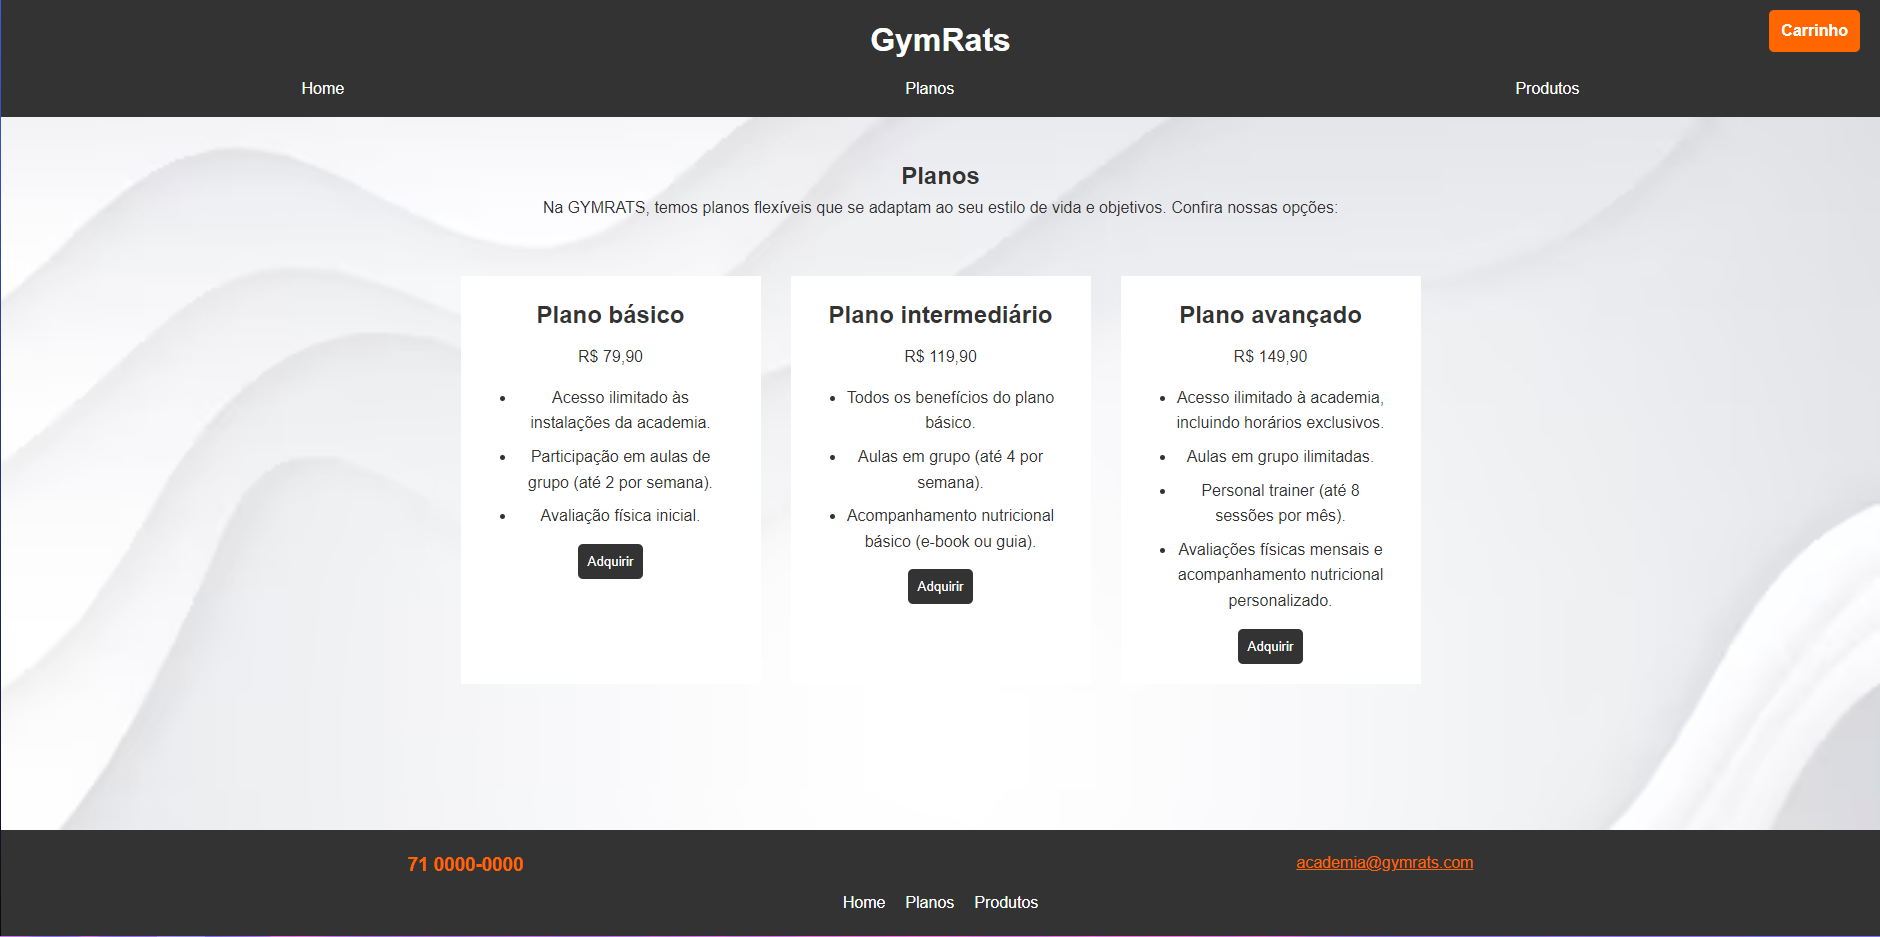 GymRats
Carrinho
Home
Planos
Produtos
Planos
Na GYMRATS, temos planos flexíveis que se adaptam ao seu estilo de vida e objetivos. Confira nossas opções:
Plano básico
R$ 79,90
• Acesso ilimitado às
instalações da academia.
• Participação em aulas de
grupo (até 2 por semana).
• Avaliação física inicial.
Adquirir
Plano intermediário
R$ 119,90
• Todos os benefícios do plano
básico.
• Aulas em grupo (até 4 por
semana).
• Acompanhamento nutricional
básico (e-book ou guia).
Adquirir
Plano avançado
R$ 149,90
• Acesso ilimitado à academia,
incluindo horários exclusivos.
• Aulas em grupo ilimitadas.
• Personal trainer (até 8
sessões por mês).
• Avaliações físicas mensais e
acompanhamento nutricional
personalizado.
Adquirir
71 0000-0000
academia@gymrats.com
Home
Planos
Produtos